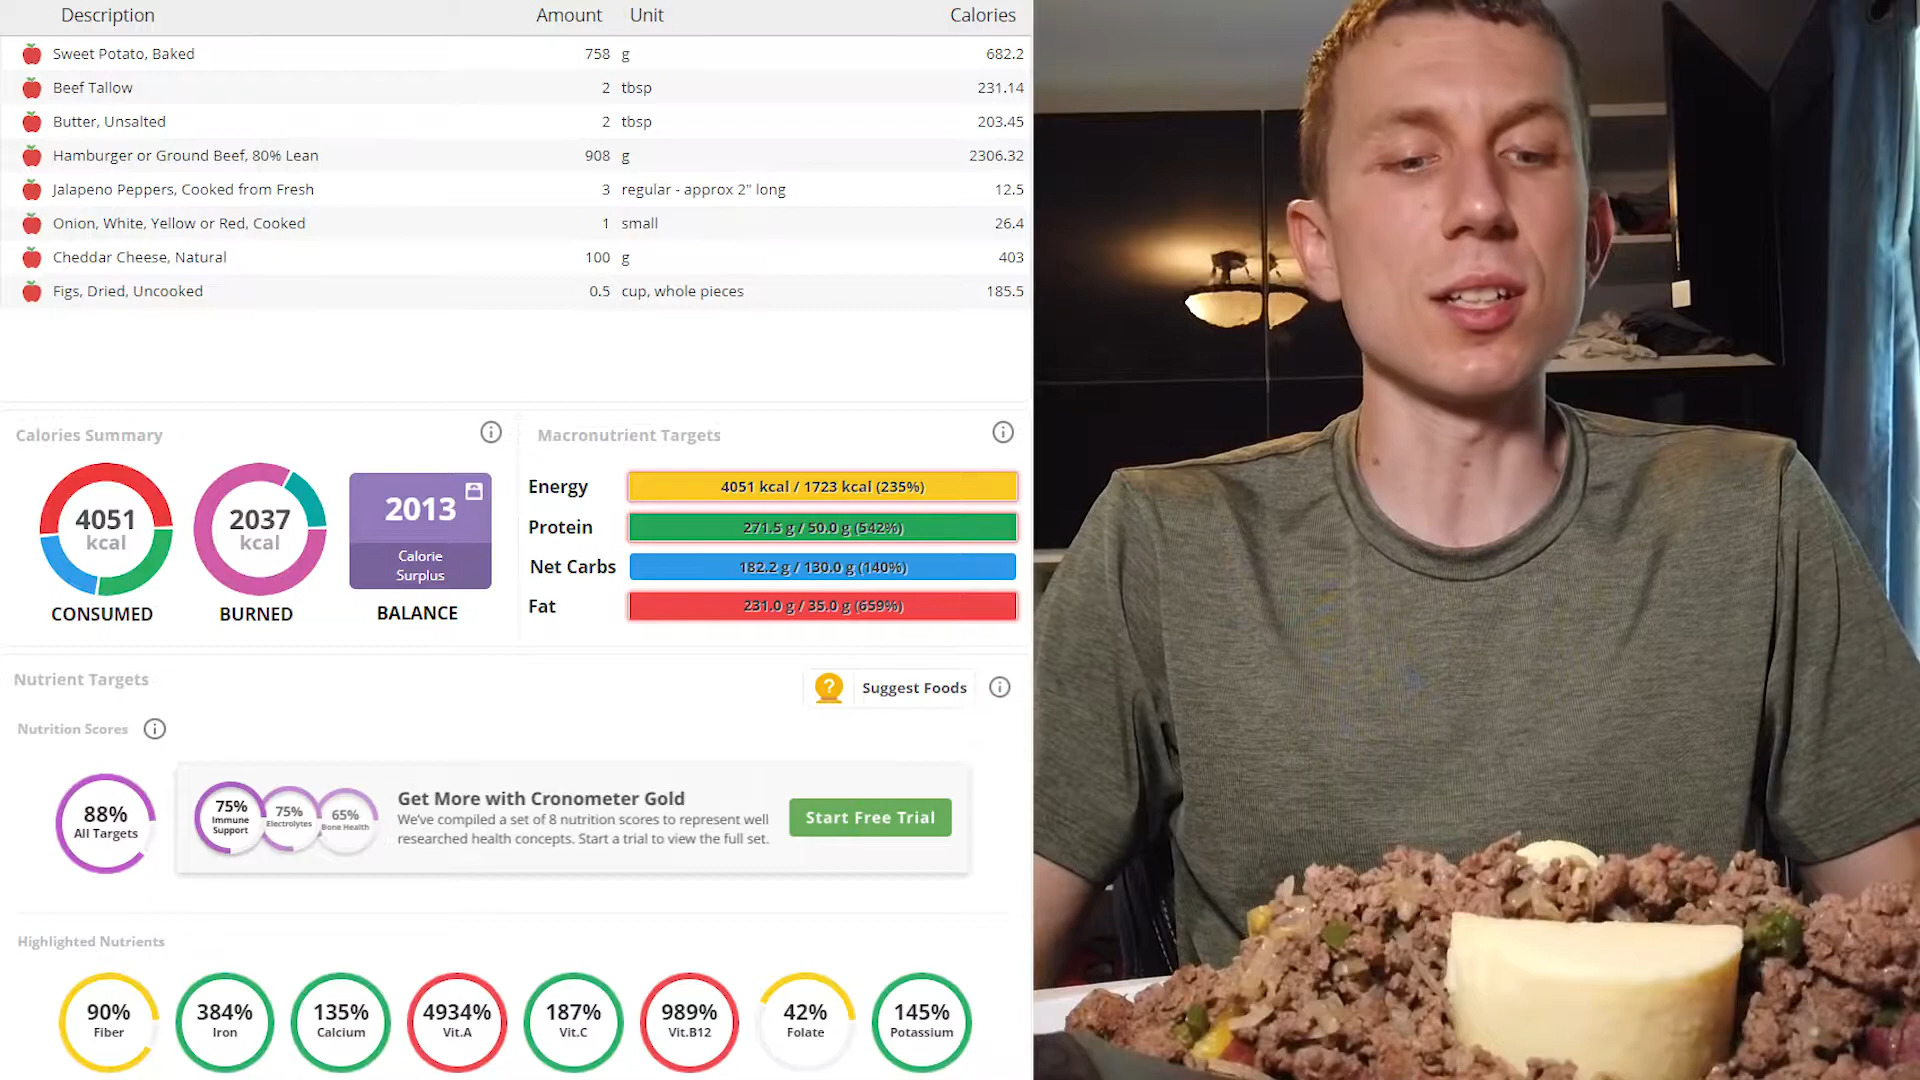 Description Amount Unit Calories
Sweet Potato, Baked 758 g 682.2
Beef Tallow 2 tbsp 231.14
Butter, Unsalted 2 tbsp 203.45
Hamburger or Ground Beef, 80% Lean 908 g 2306.32
Jalapeno Peppers, Cooked from Fresh 3 regular - approx 2" long 12.5
Onion, White, Yellow or Red, Cooked 1 small 26.4
Cheddar Cheese, Natural 100 g 403
Figs, Dried, Uncooked 0.5 cup, whole pieces 185.5
Calories Summary
4051
kcal
CONSUMED
2037
kcal
BURNED
2013
Calorie
Surplus
BALANCE
Macronutrient Targets
Energy 4051 kcal / 1723 kcal (235%)
Protein 271.5 g / 50.0 g (542%)
Net Carbs 182.2 g / 130.0 g (140%)
Fat 231.0 g / 35.0 g (659%)
Nutrient Targets
? Suggest Foods
Nutrition Scores
88%
All Targets
75%
Immune
Support
75%
Electrolytes
65%
Bone Health
Get More with Cronometer Gold
We've compiled a set of 8 nutrition scores to represent well
researched health concepts. Start a trial to view the full set.
Start Free Trial
Highlighted Nutrients
90%
Fiber
384%
Iron
135%
Calcium
4934%
Vit.A
187%
Vit.C
989%
Vit.B12
42%
Folate
145%
Potassium